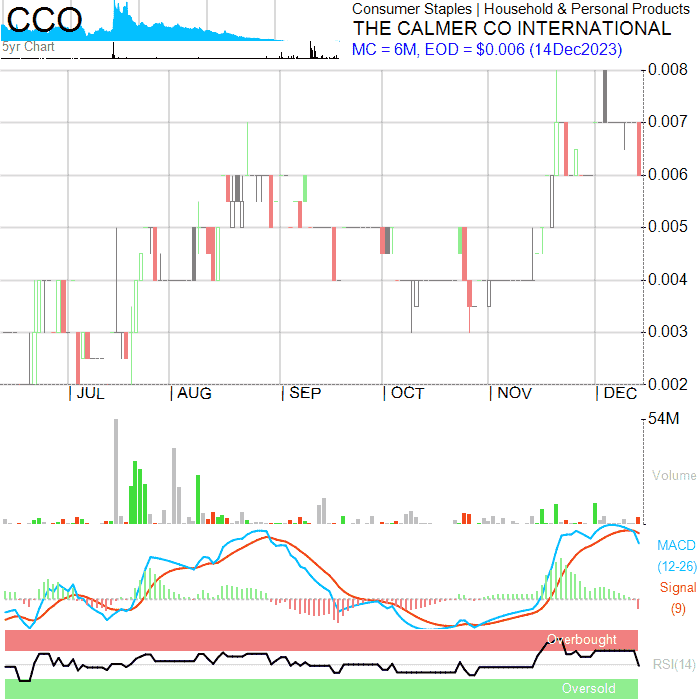 CCO
5yr Chart
Consumer Staples | Household & Personal Products
THE CALMER CO INTERNATIONAL
MC = 6M, EOD = $0.006 (14Dec2023)
0.008
0.007
0.006
0.005
0.004
0.003
0.002
|JUL |AUG |SEP |OCT |NOV |DEC
54M
Volume
MACD
(12-26)
Signal
(9)
Overbought
RSI(14)
Oversold